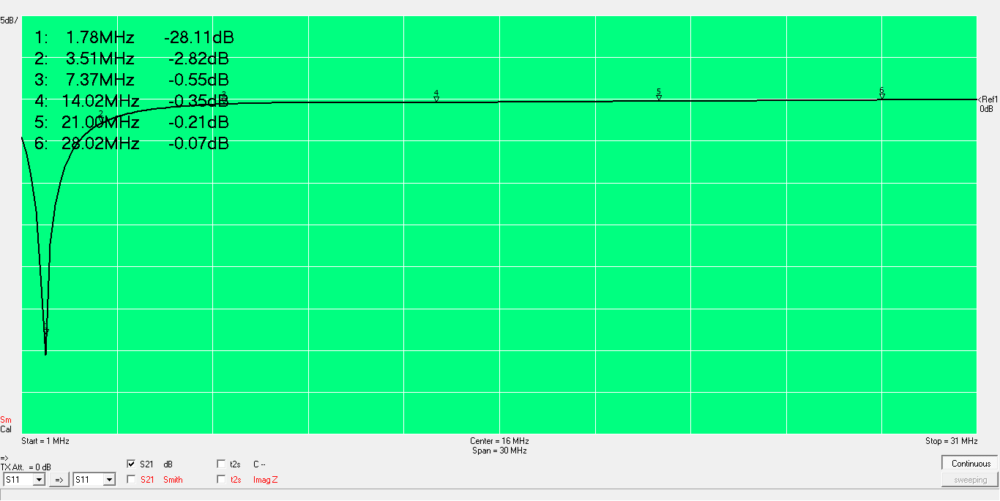 5dB/
1: 1.78MHz -28.11dB
2: 3.51MHz -2.82dB
3: 7.37MHz -0.55dB
4: 14.02MHz -0.35dB
5: 21.00MHz -0.21dB
6: 28.02MHz -0.07dB
2
3
4
5
6
<Ref1
0dB
Sm
Cal
Start = 1 MHz
Center = 16 MHz
Stop = 31 MHz
Span = 30 MHz
=>
TX Att. = 0 dB
S11 => S11
S21 dB
t2s C --
S21 Smith
t2s Imag Z
Continuous
sweeping